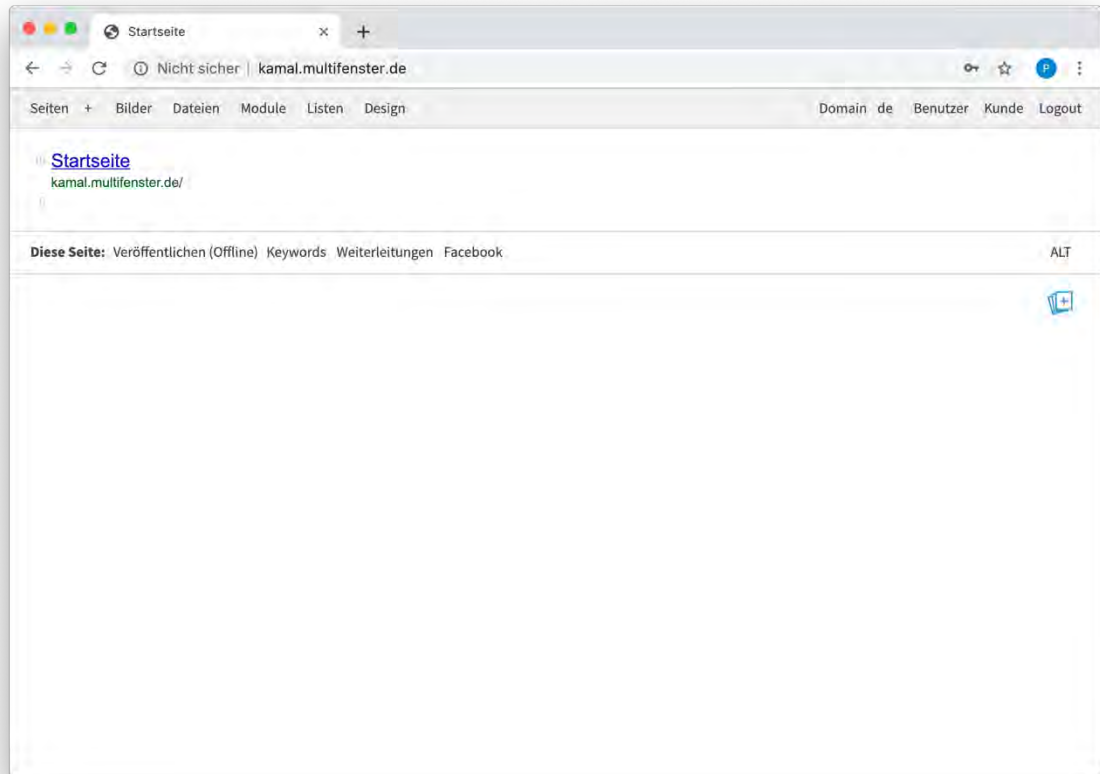 Startseite
Nicht sicher | kamal.multifenster.de
P
Seiten + Bilder Dateien Module Listen Design Domain de Benutzer Kunde Logout
Startseite
kamal.multifenster.de/
Diese Seite: Veröffentlichen (Offline) Keywords Weiterleitungen Facebook ALT